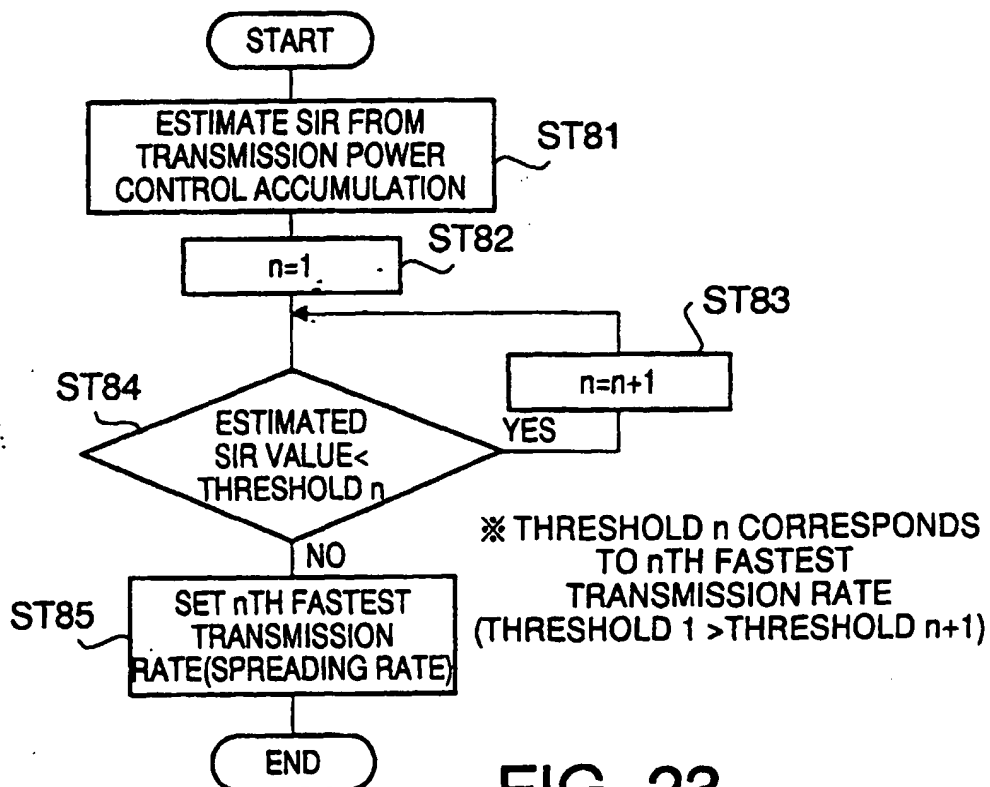 START
ESTIMATE SIR FROM
TRANSMISSION POWER
CONTROL ACCUMULATION
ST81
n=1
ST82
ST83
n=n+1
ST84
ESTIMATED
SIR VALUE<
THRESHOLD n
YES
NO
※ THRESHOLD n CORRESPONDS
TO nTH FASTEST
TRANSMISSION RATE
(THRESHOLD 1 >THRESHOLD n+1)
ST85
SET nTH FASTEST
TRANSMISSION
RATE(SPREADING RATE)
END